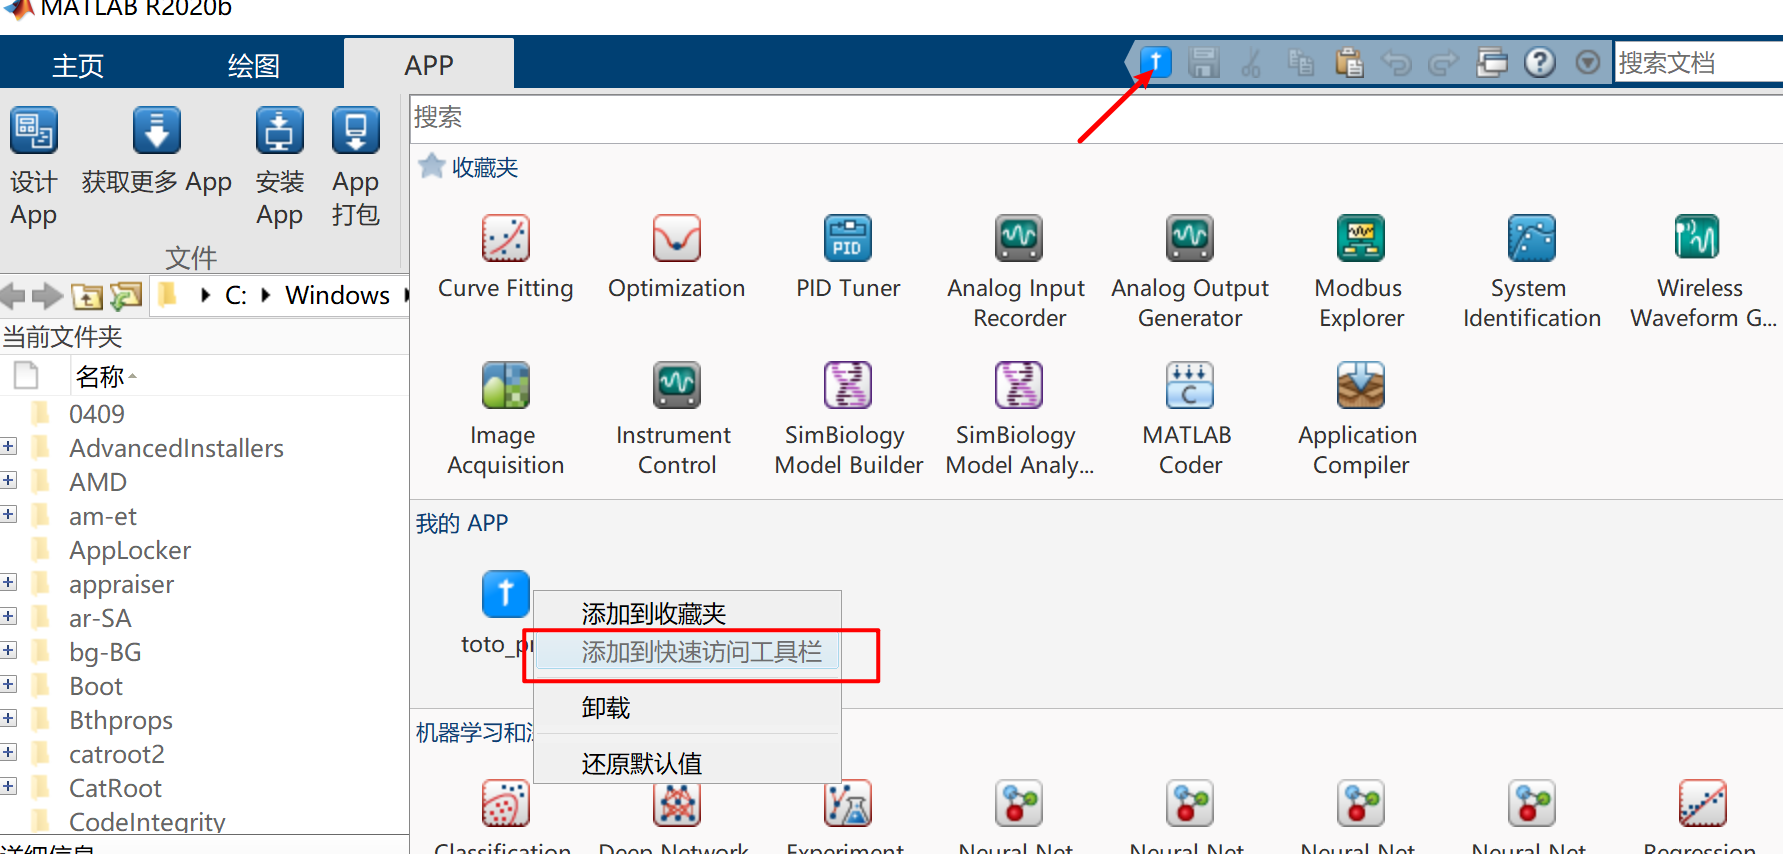 MATLAB R2020b
主页 绘图 APP 搜索文档
设计 App
获取更多 App
安装 App
App 打包
文件
搜索
收藏夹
Curve Fitting
Optimization
PID Tuner
Analog Input Recorder
Analog Output Generator
Modbus Explorer
System Identification
Wireless Waveform G...
Image Acquisition
Instrument Control
SimBiology Model Builder
SimBiology Model Analy...
MATLAB Coder
Application Compiler
C: Windows
当前文件夹
名称
0409
AdvancedInstallers
AMD
am-et
AppLocker
appraiser
ar-SA
bg-BG
Boot
Bthprops
catroot2
CatRoot
CodeIntegrity
详细信息
我的 APP
toto_pr
添加到收藏夹
添加到快速访问工具栏
卸载
还原默认值
机器学习和
Classification
Deep Network
Experiment
Neural Net
Neural Net
Neural Net
Neural Net
Regression